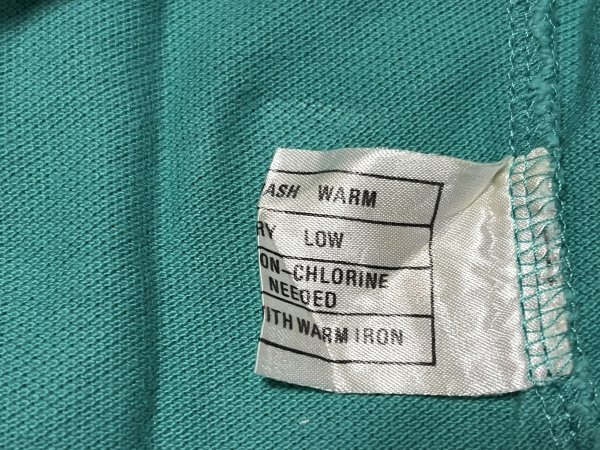 ASH WARM
RY LOW
ON-CHLORINE
NEEDED
ITH WARM IRON